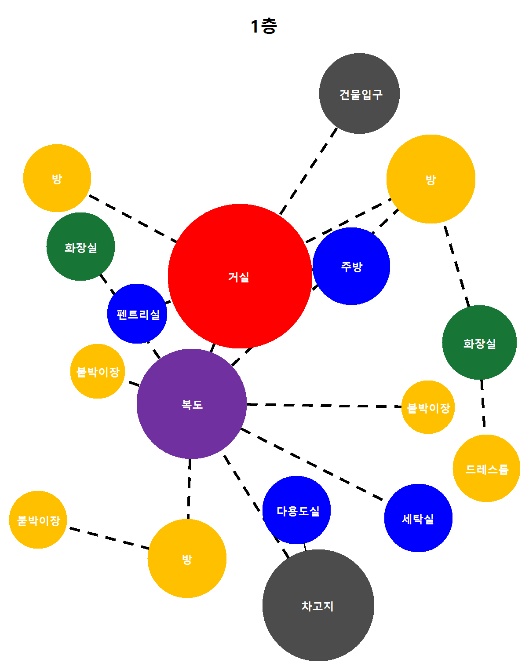 1층
건물입구
방
방
화장실
거실
주방
펜트리실
화장실
붙박이장
복도
붙박이장
드레스룸
다용도실
세탁실
붙박이장
방
차고지